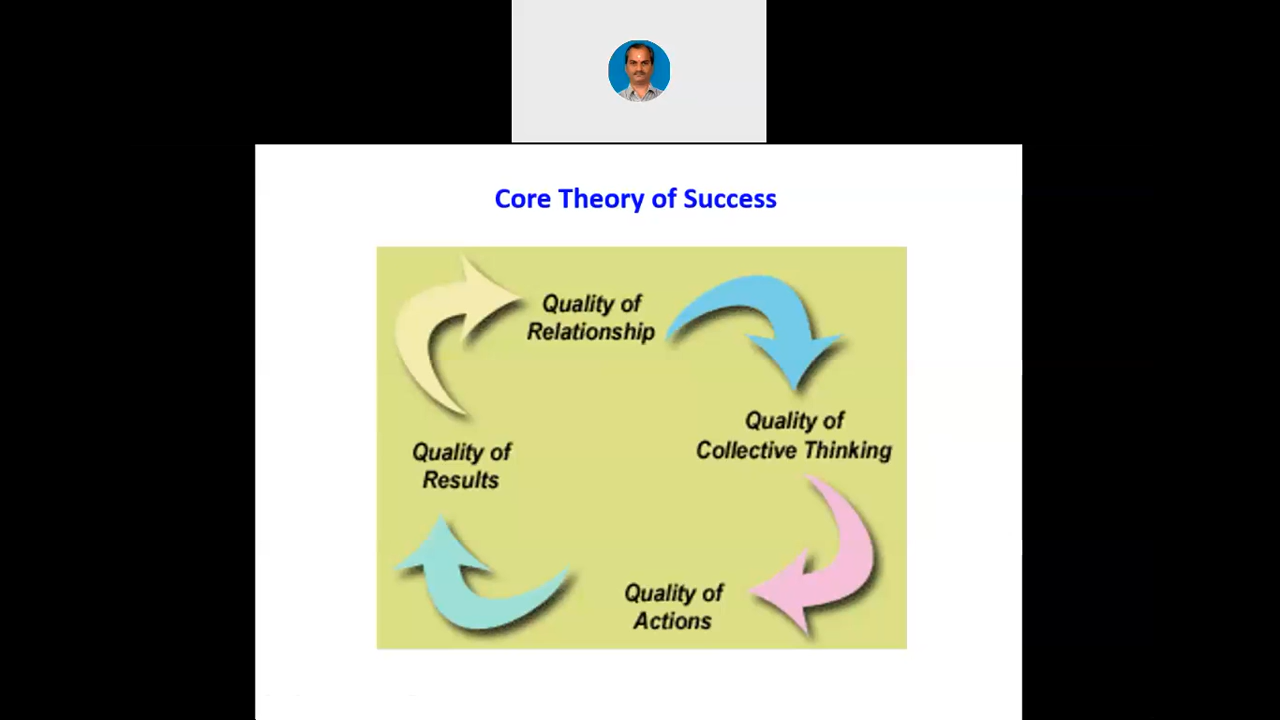 Core Theory of Success
Quality of
Relationship
Quality of
Collective Thinking
Quality of
Results
Quality of
Actions